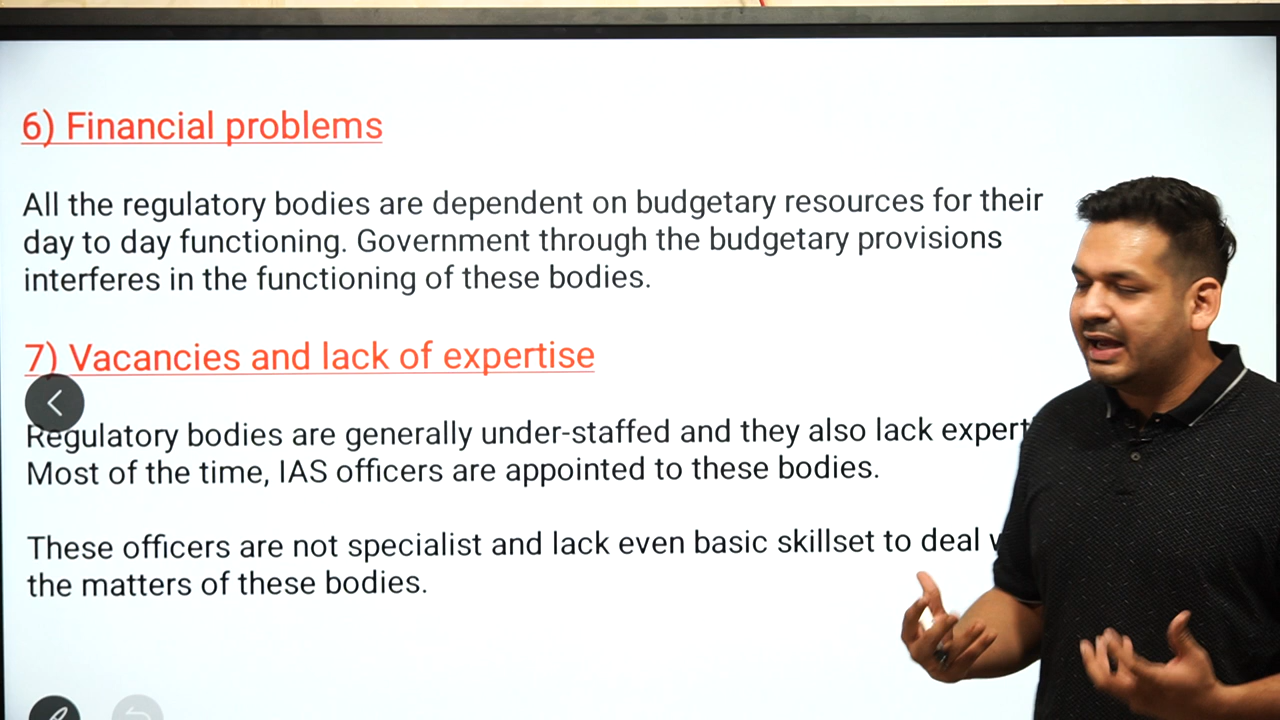 6) Financial problems
All the regulatory bodies are dependent on budgetary resources for their
day to day functioning. Government through the budgetary provisions
interferes in the functioning of these bodies.
7) Vacancies and lack of expertise
Regulatory bodies are generally under-staffed and they also lack
Most of the time, IAS officers are appointed to these bodies.
These officers are not specialist and lack even basic skillset to deal
the matters of these bodies.